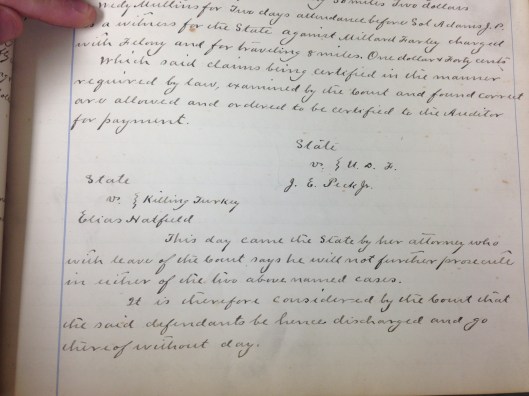 Wedy Mullins for Two days attendance before Sol Adams J.P.
a witness for the State against Millard Farley charged
with Felony and for traveling 8 miles. One dollar & Forty cents
Which said claims being certified in the manner
required by law, examined by the Court and found correct
are allowed and ordered to be certified to the Auditor
for payment.
State
vs. } U. D. F.
J. E. Peck Jr.
State
vs. } Killing Turkey
Elias Hatfield
This day came the State by her attorney who
with leave of the Court says he will not further prosecute
in either of the two above named cases.
It is therefore considered by the Court that
the said defendants be hence discharged and go
thereof without day.